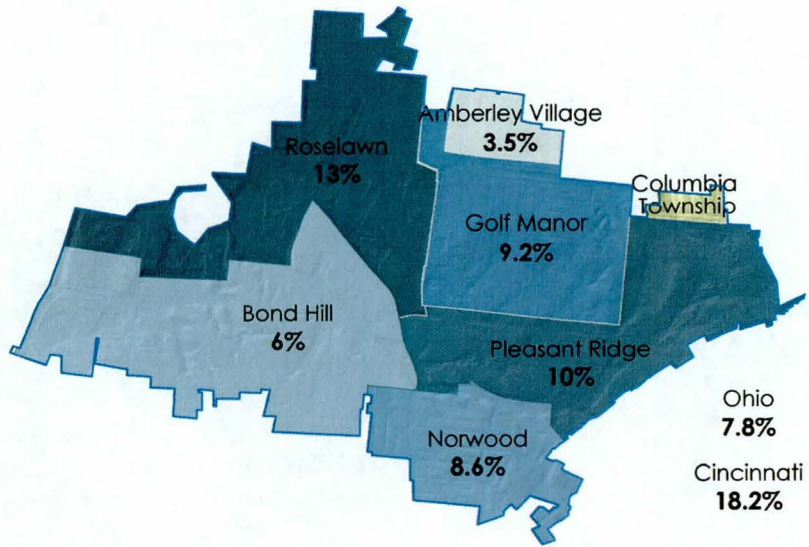 Amberley Village
3.5%
Roselawn
13%
Columbia
Township
Golf Manor
9.2%
Bond Hill
6%
Pleasant Ridge
10%
Ohio
7.8%
Norwood
8.6%
Cincinnati
18.2%